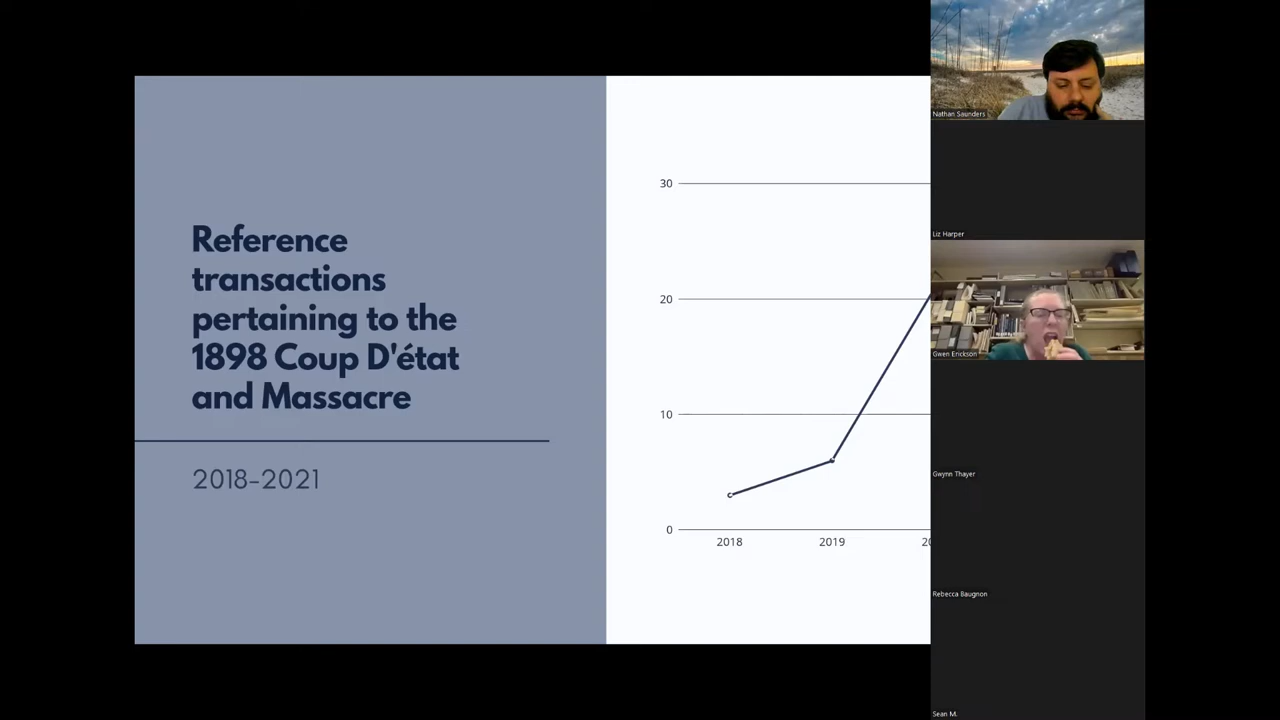 Reference
transactions
pertaining to the
1898 Coup D'état
and Massacre
2018-2021
30
20
10
0
2018
2019
20
Nathan Saunders
Liz Harper
Gwen Erickson
Gwynn Thayer
Rebecca Baugnon
Sean M.